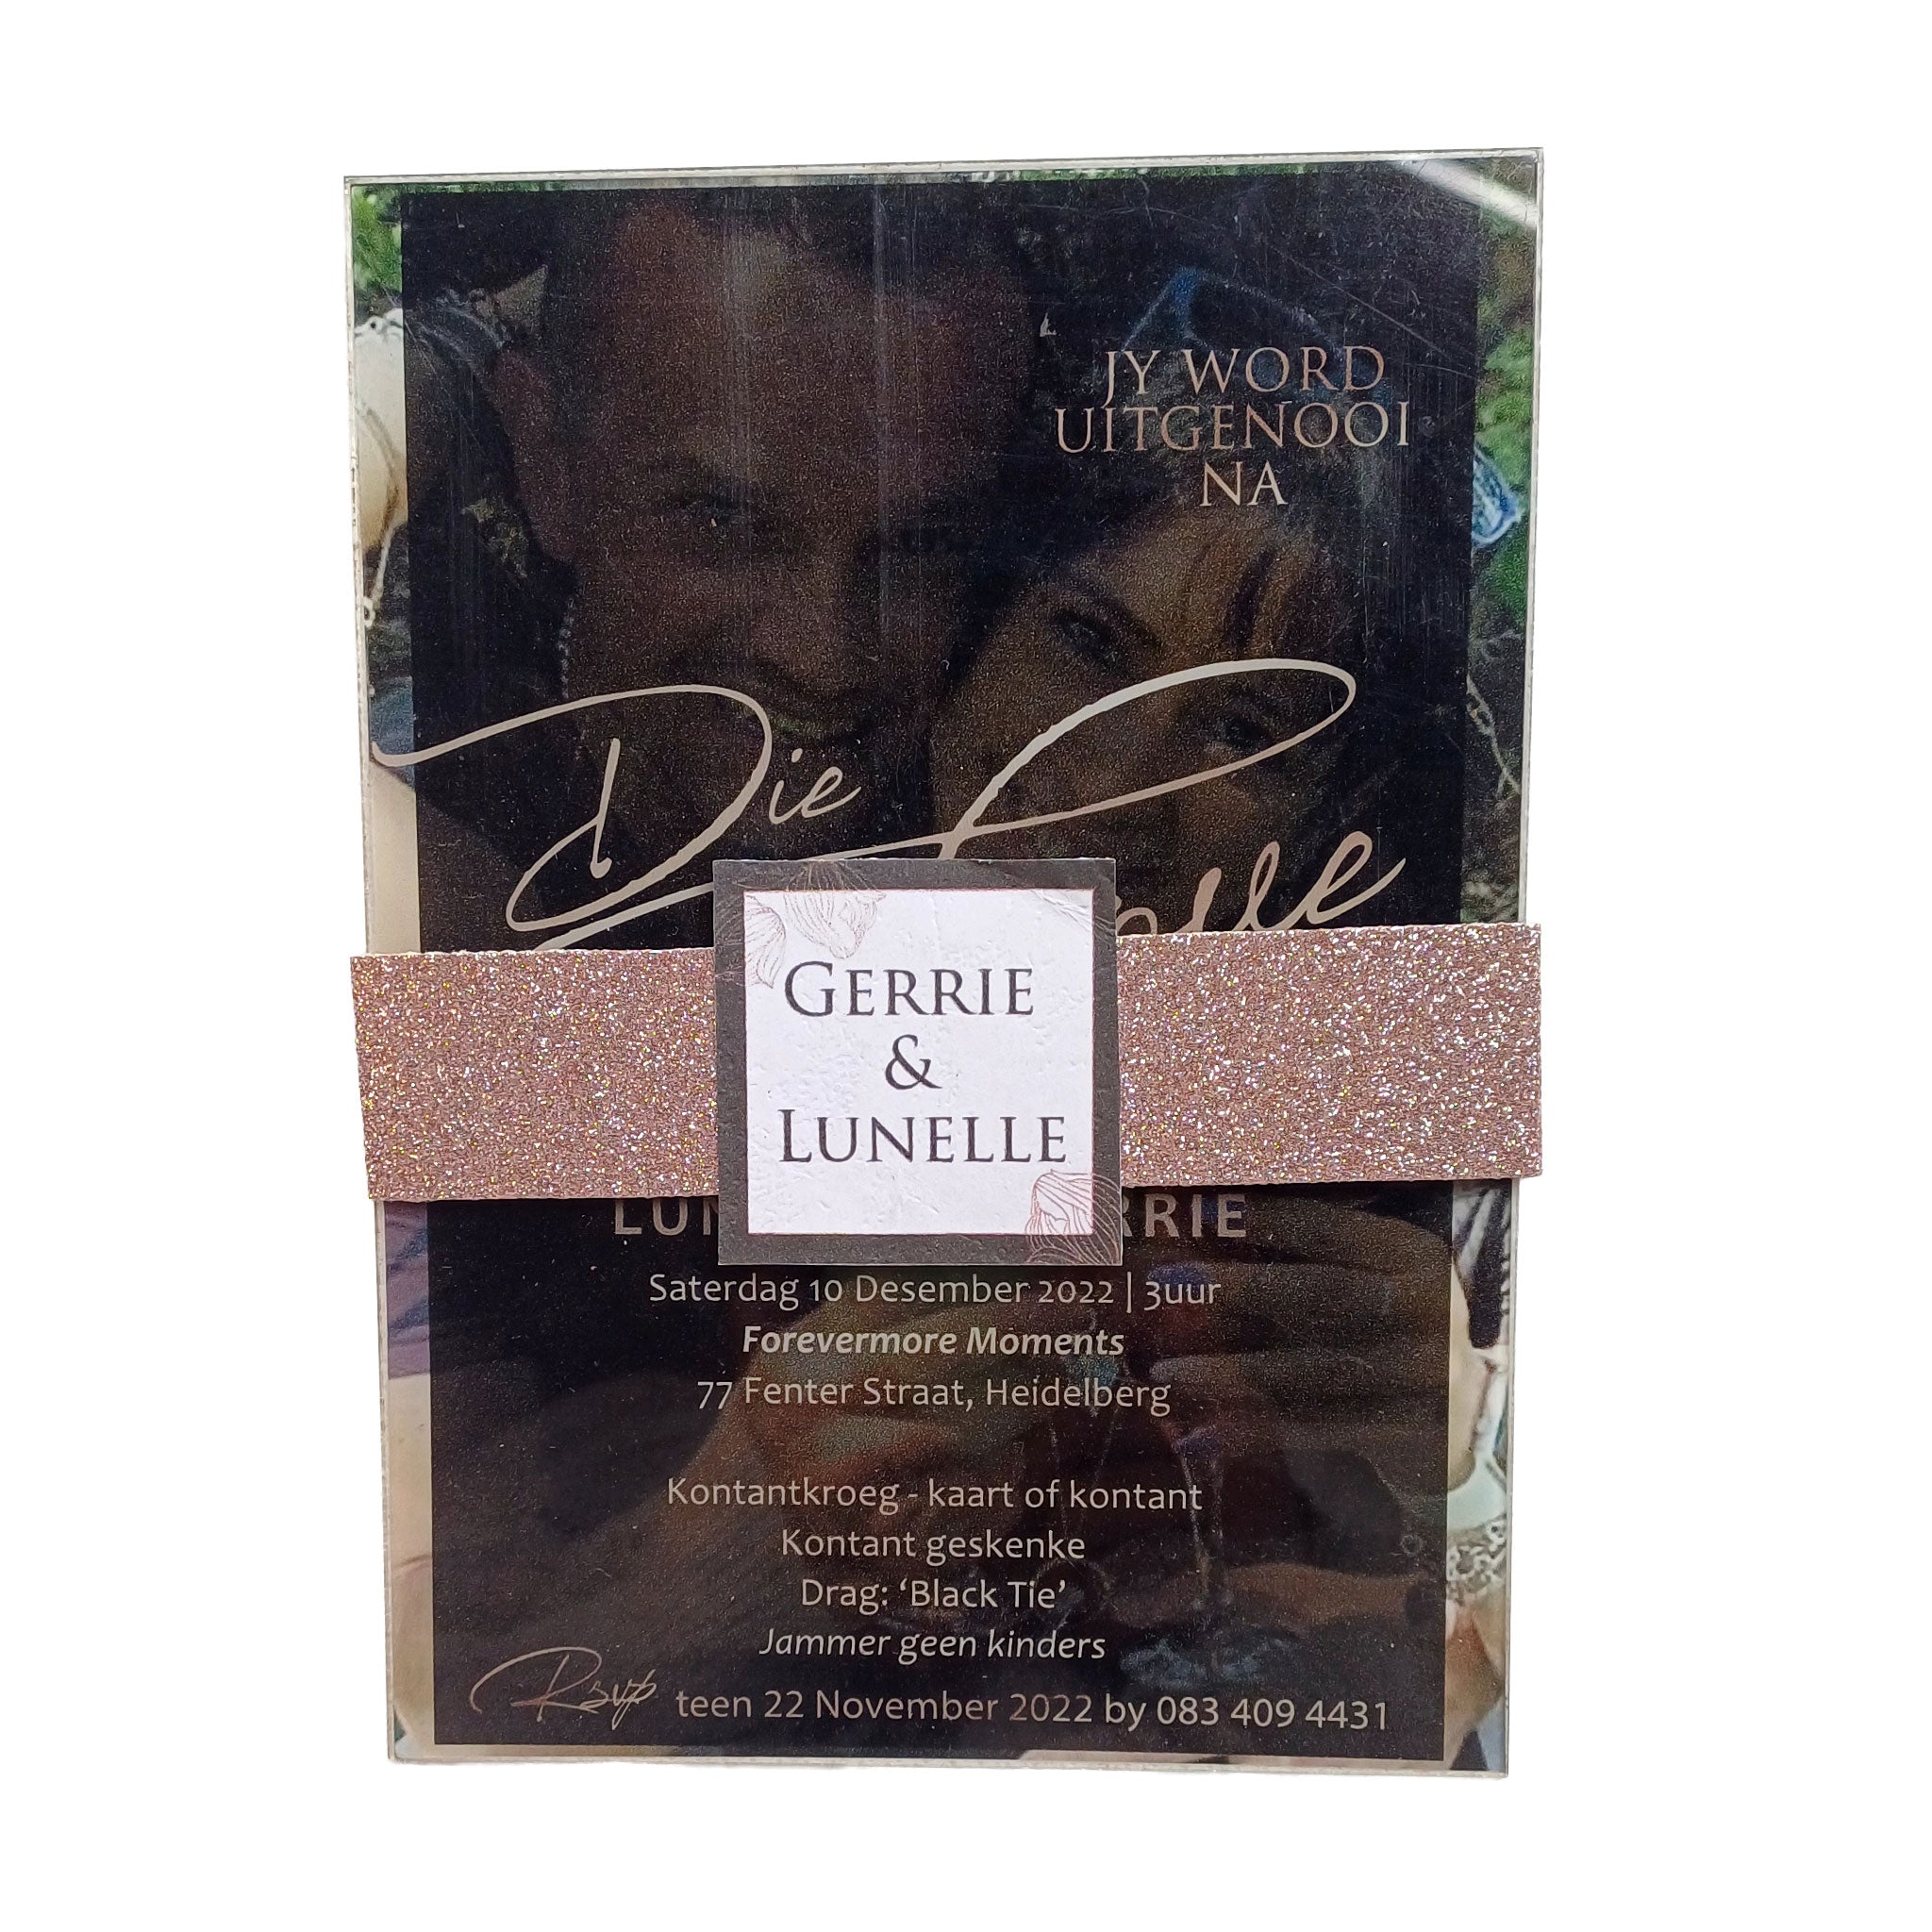 JY WORD
UITGENOOI
NA
Die
GERRIE
&
LUNELLE
Saterdag 10 Desember 2022 | 3uur
Forevermore Moments
77 Fenter Straat, Heidelberg
Kontantkroeg - kaart of kontant
Kontant geskenke
Drag: ‘Black Tie’
Jammer geen kinders
Rsvp teen 22 November 2022 by 083 409 4431